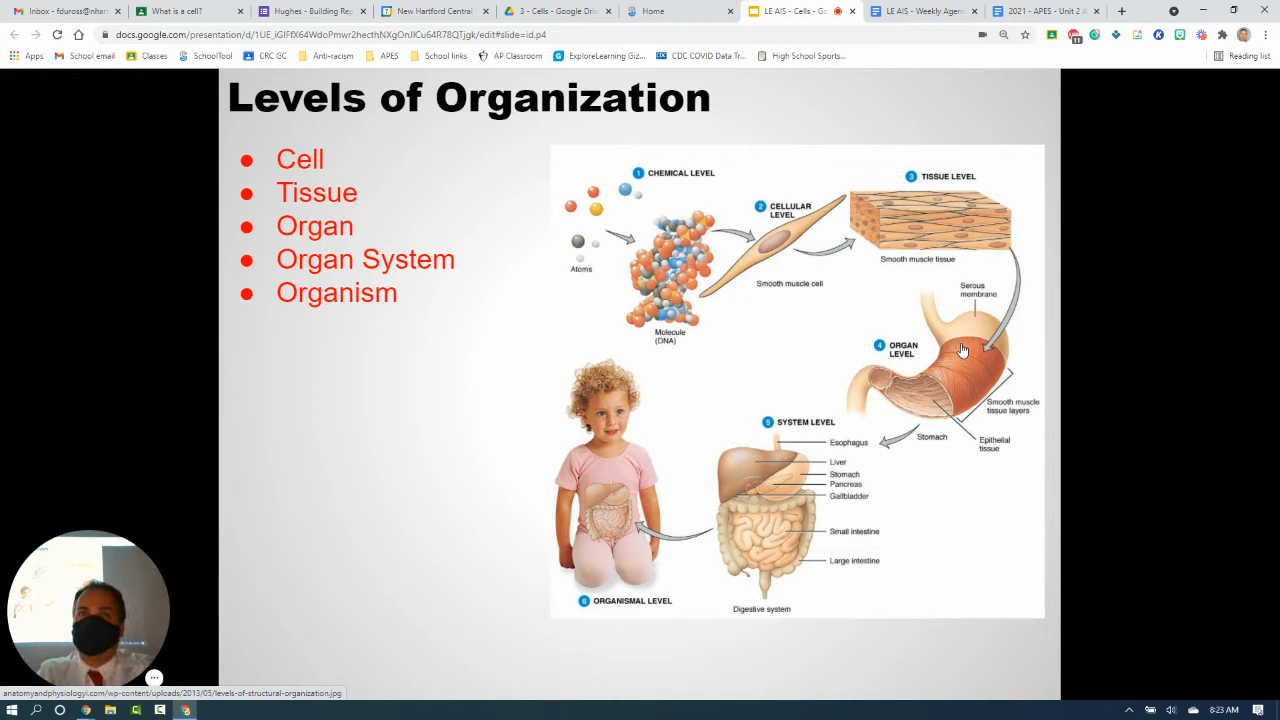 School email
What is a cell?
Hughes - Building Re
New Hartford Central
3 - Cells - Google Driv
Home
LE AIS - Cells - Go
LE AIS - Weekly Agen
2021 - APES - Unit 2
docs.google.com/presentation/d/1UE_iGIFfX64WdoPmwr2hecthNXgOnJlCu64R78QTjgk/edit#slide=id.p4
11
Apps
School email
Classes
SchoolTool
CRC GC
Anti-racism
APES
School links
AP Classroom
ExploreLearning Giz...
CDC COVID Data Tr...
High School Sports...
Reading list
Levels of Organization
● Cell
● Tissue
● Organ
● Organ System
● Organism
1 CHEMICAL LEVEL
Atoms
Molecule
(DNA)
2 CELLULAR
LEVEL
Smooth muscle cell
3 TISSUE LEVEL
Smooth muscle tissue
Serous
membrane
4 ORGAN
LEVEL
Smooth muscle
tissue layers
Stomach
Epithelial
tissue
5 SYSTEM LEVEL
Esophagus
Liver
Stomach
Pancreas
Gallbladder
Small intestine
Large intestine
Digestive system
6 ORGANISMAL LEVEL
anatomyandphysiologyi.com/wp-content/uploads/2013/05/levels-of-structural-organization.jpg
8:23 AM